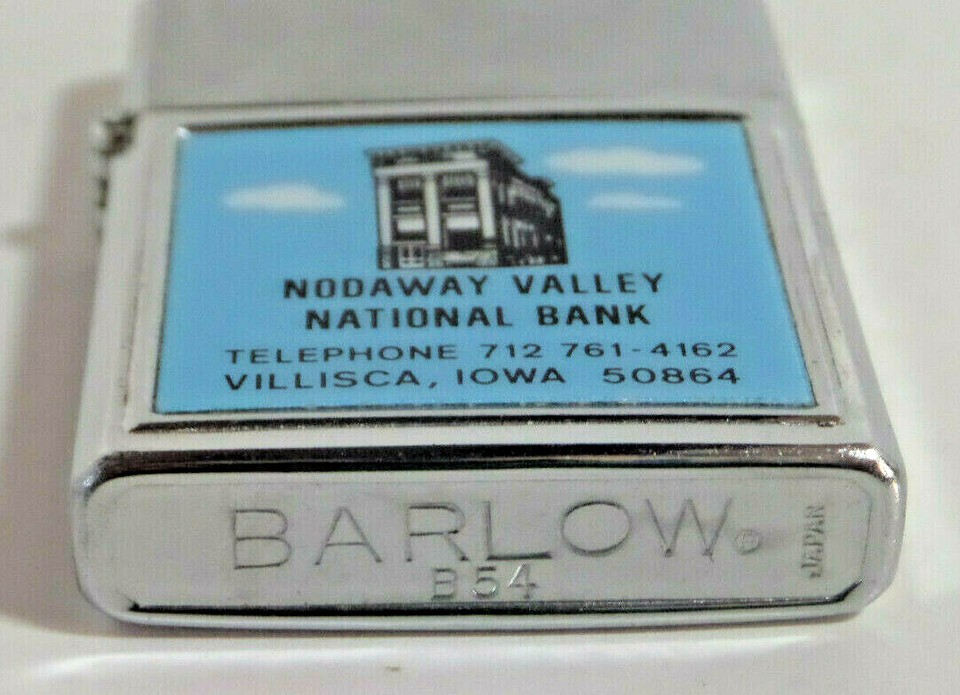 NODAWAY VALLEY
NATIONAL BANK
TELEPHONE 712 761-4162
VILLISCA, IOWA 50864
BARLOW®
B54
JAPAN